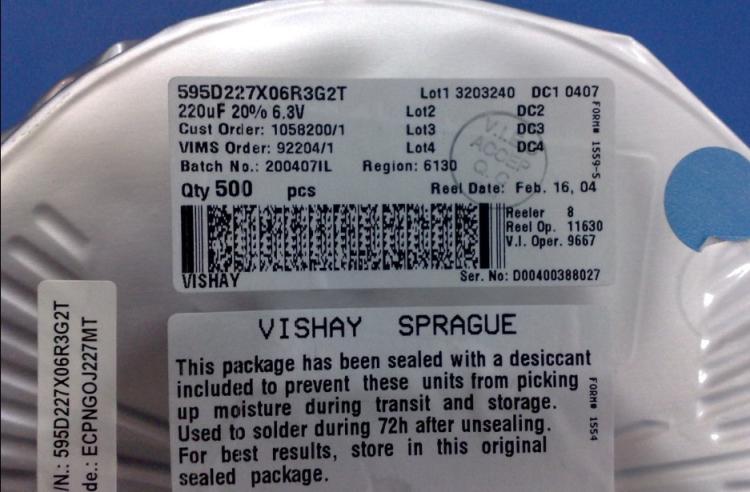 595D227X06R3G2T Lot1 3203240 DC1 0407
220uF 20% 6.3V Lot2 DC2
Cust Order: 1058200/1 Lot3 DC3
VIMS Order: 92204/1 Lot4 DC4
Batch No.: 200407IL Region: 6130
Qty 500 pcs Reel Date: Feb. 16, 04
FORM# 1559-5
ACCEP
Q.C.
Reeler 8
Reel Op. 11630
V.I. Oper. 9667
VISHAY Ser. No: D00400388027
VISHAY SPRAGUE
This package has been sealed with a desiccant
included to prevent these units from picking
up moisture during transit and storage.
Used to solder during 72h after unsealing.
For best results, store in this original
sealed package.
FORM# 1554
/N.: 595D227X06R3G2T
de.: ECPNGOJ227MT